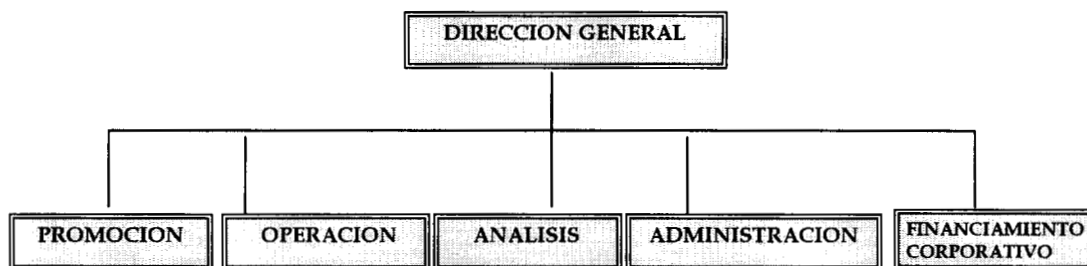 DIRECCION GENERAL
PROMOCION
OPERACION
ANALISIS
ADMINISTRACION
FINANCIAMIENTO
CORPORATIVO